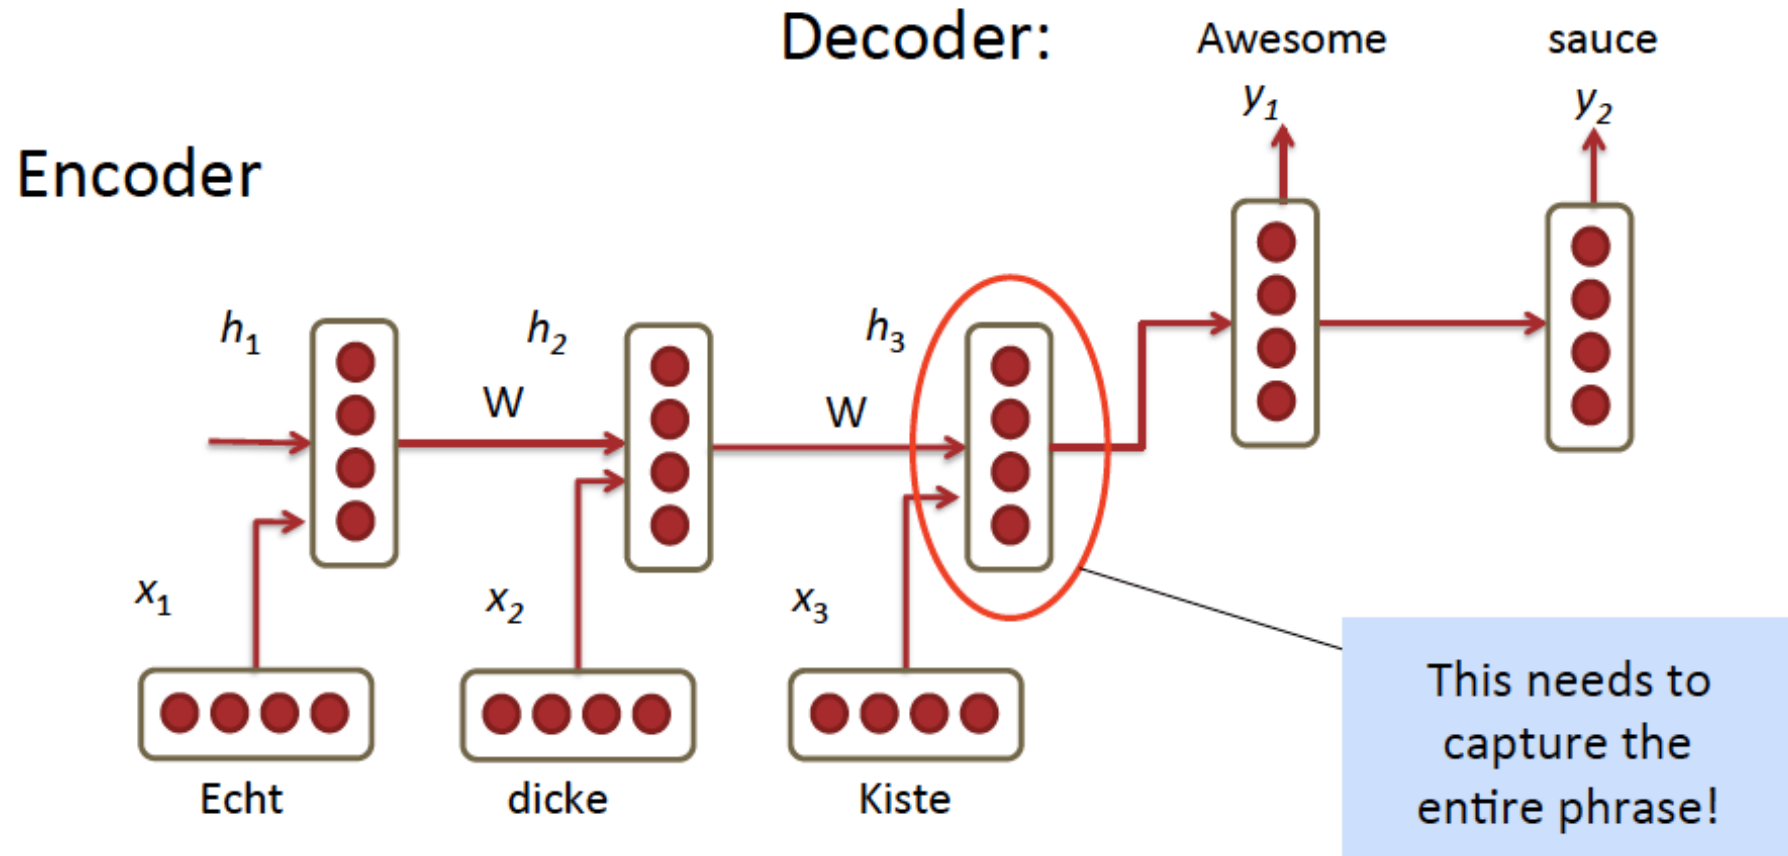 Decoder:
Awesome
sauce
y1
y2
Encoder
h1
h2
h3
W
W
x1
x2
x3
Echt
dicke
Kiste
This needs to
capture the
entire phrase!